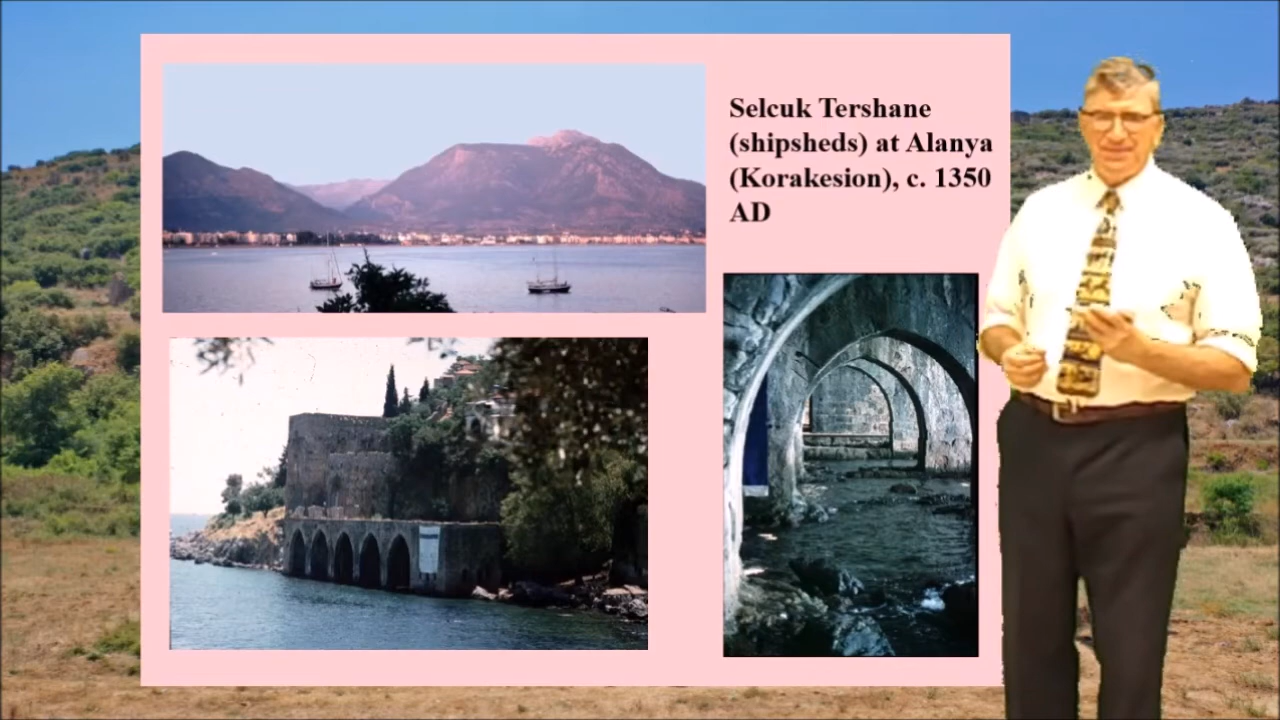 Selcuk Tershane
(shipsheds) at Alanya
(Korakesion), c. 1350
AD